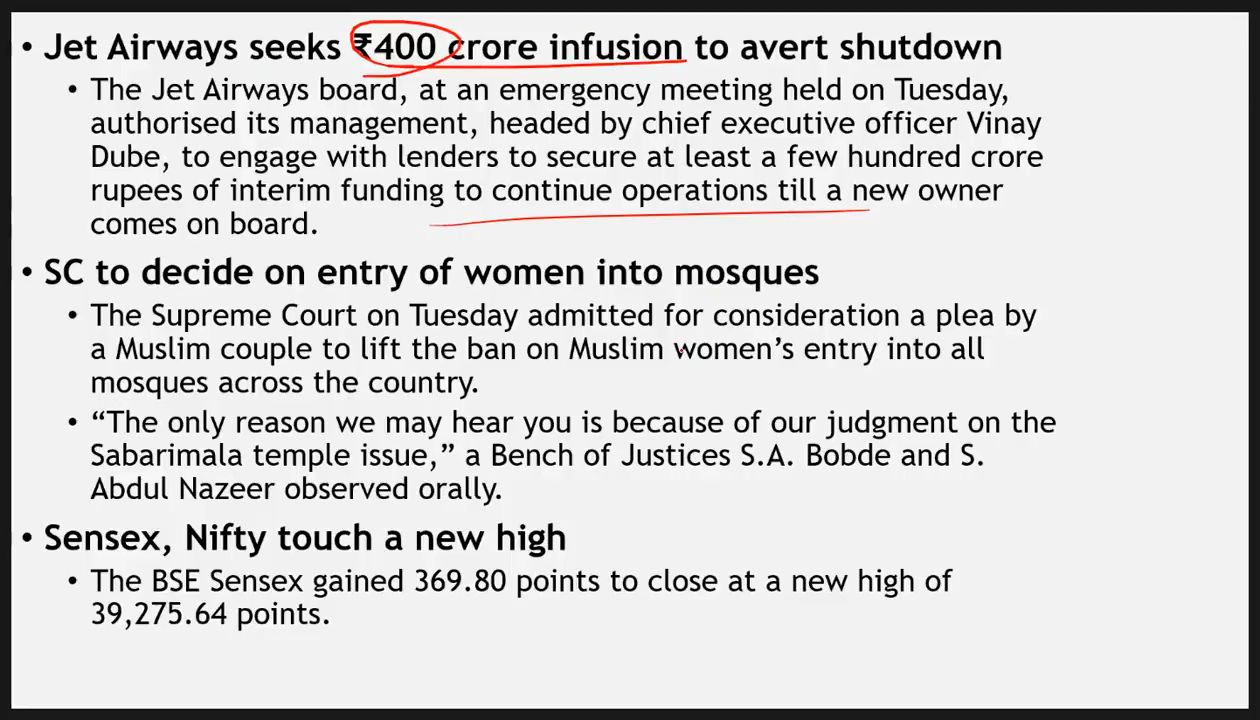 • Jet Airways seeks ₹400 crore infusion to avert shutdown
• The Jet Airways board, at an emergency meeting held on Tuesday,
authorised its management, headed by chief executive officer Vinay
Dube, to engage with lenders to secure at least a few hundred crore
rupees of interim funding to continue operations till a new owner
comes on board.
• SC to decide on entry of women into mosques
• The Supreme Court on Tuesday admitted for consideration a plea by
a Muslim couple to lift the ban on Muslim women’s entry into all
mosques across the country.
• “The only reason we may hear you is because of our judgment on the
Sabarimala temple issue,” a Bench of Justices S.A. Bobde and S.
Abdul Nazeer observed orally.
• Sensex, Nifty touch a new high
• The BSE Sensex gained 369.80 points to close at a new high of
39,275.64 points.